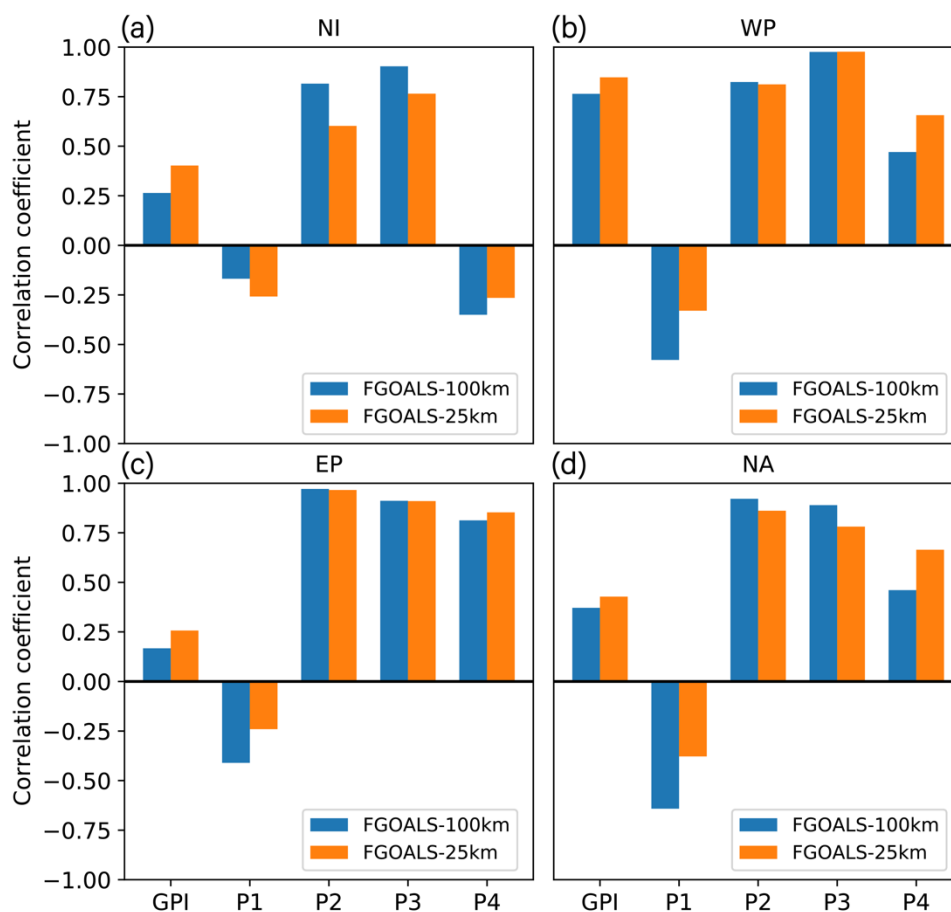 (a) NI
(b) WP
Correlation coefficient
1.00
0.75
0.50
0.25
0.00
−0.25
−0.50
−0.75
−1.00
FGOALS-100km
FGOALS-25km
FGOALS-100km
FGOALS-25km
(c) EP
(d) NA
Correlation coefficient
1.00
0.75
0.50
0.25
0.00
−0.25
−0.50
−0.75
−1.00
FGOALS-100km
FGOALS-25km
FGOALS-100km
FGOALS-25km
GPI P1 P2 P3 P4
GPI P1 P2 P3 P4